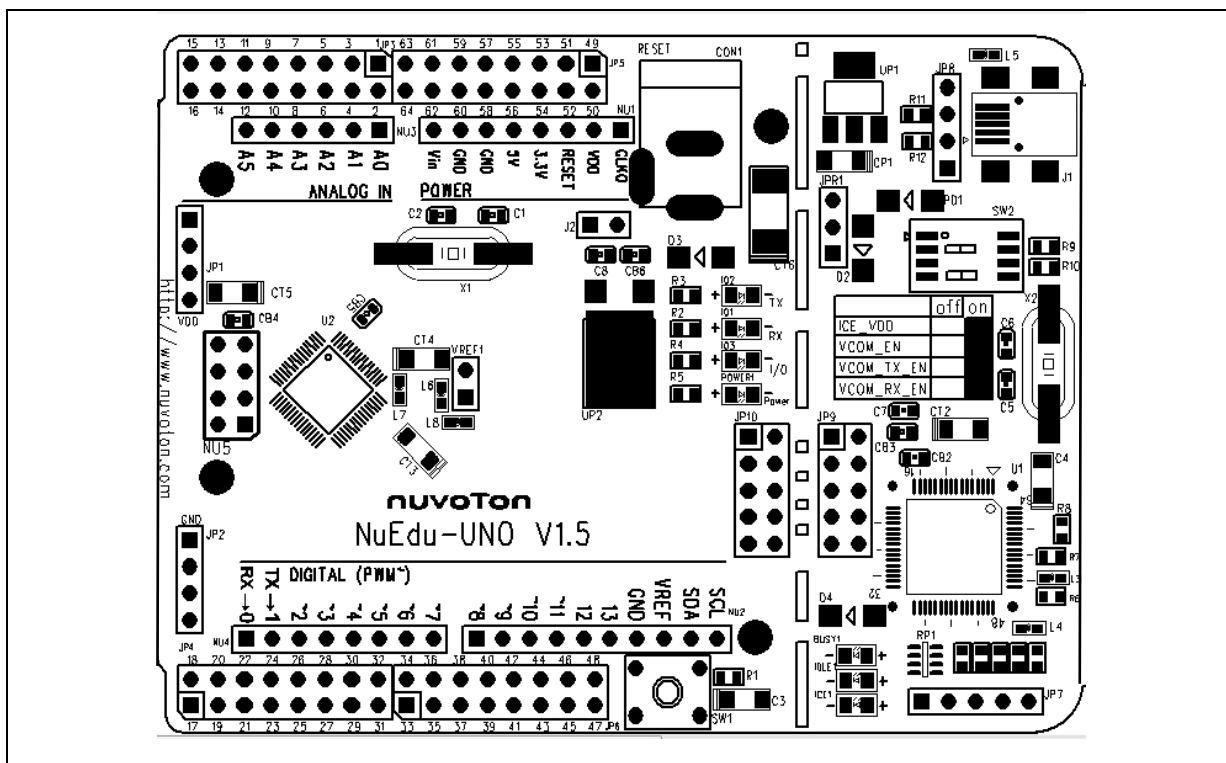 15 13 11 9 7 5 3 1 JP3 63 61 59 57 55 53 51 49 JP5
RESET CON1 UP1 JP8 L5
16 14 12 10 8 6 4 2 NU3 64 62 60 58 56 54 52 50 NU1
A5 A4 A3 A2 A1 A0 Vin GND GND 5V 3.3V RESET VDD CLKO
R11
R12
CP1
J1
ANALOG IN POWER
JPR1 PD1 SW2
C2 C1 J2 D3 CT6 D2
R9
R10
JP1
VDD
CT5
CB4
X1
C8 CB6
R3 IO2 TX
R2 IO1 RX
R4 IO3 I/O
R5 POWER1 Power
off on
ICE_VDD
VCOM_EN
VCOM_TX_EN
VCOM_RX_EN
X2
C6
C5
U2 CB5
CT4 VREF1
L6
L7
L8
CT3
UP2
NU5
http://www.nuvoton.com
JP10 JP9
C7 CT2
CB3
CB2
C4
16 U1 64
nuvoTon
NuEdu-UNO V1.5
R8
R7
L3
R6
32 48
GND
JP2
DIGITAL (PWM~)
RX→0 TX→1 ~2 ~3 ~4 ~5 ~6 ~7 ~8 ~9 ~10 ~11 12 13 GND VREF SDA SCL
NU4 NU2
D4
L4
BUSY1
IDLE1
ICE1
RP1
JP7
JP4 18 20 22 24 26 28 30 32 34 36 38 40 42 44 46 48
17 19 21 23 25 27 29 31 33 35 37 39 41 43 45 47 JP6
SW1
R1
C3